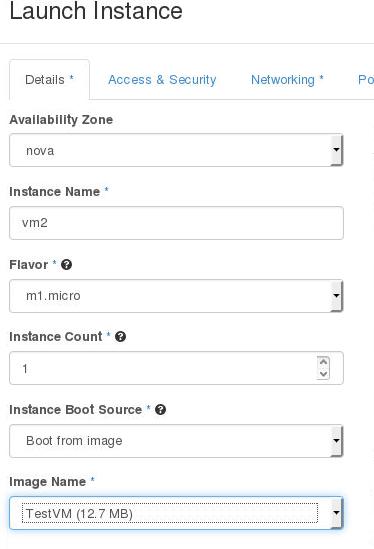 Launch Instance
Details * Access & Security Networking * Po
Availability Zone
nova
Instance Name *
vm2
Flavor * ?
m1.micro
Instance Count * ?
1
Instance Boot Source * ?
Boot from image
Image Name *
TestVM (12.7 MB)